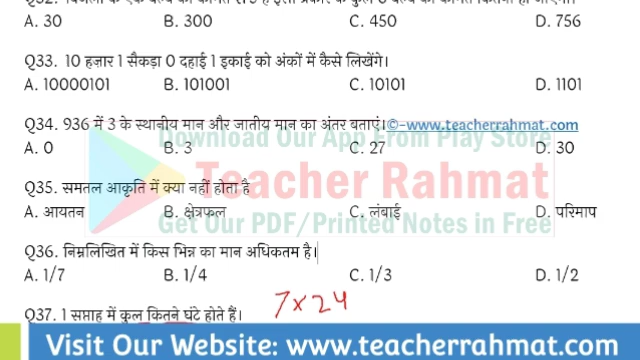 A. 30 B. 300 C. 450 D. 756
Q33. 10 हज़ार 1 सैकड़ा 0 दहाई 1 इकाई को अंकों में कैसे लिखेंगे।
A. 10000101 B. 101001 C. 10101 D. 1101
Q34. 936 में 3 के स्थानीय मान और जातीय मान का अंतर बताएं।©-www.teacherrahmat.com
Download Our App From Play Store
A. 0 B. 3 C. 27 D. 30
Teacher Rahmat
Q35. समतल आकृति में क्या नहीं होता है
A. आयतन B. क्षेत्रफल C. लंबाई D. परिमाप
Get Our PDF/Printed Notes in Free
Q36. निम्नलिखित में किस भिन्न का मान अधिकतम है।
A. 1/7 B. 1/4 C. 1/3 D. 1/2
7×24
Q37. 1 सप्ताह में कुल कितने घंटे होते हैं।
Visit Our Website: www.teacherrahmat.com